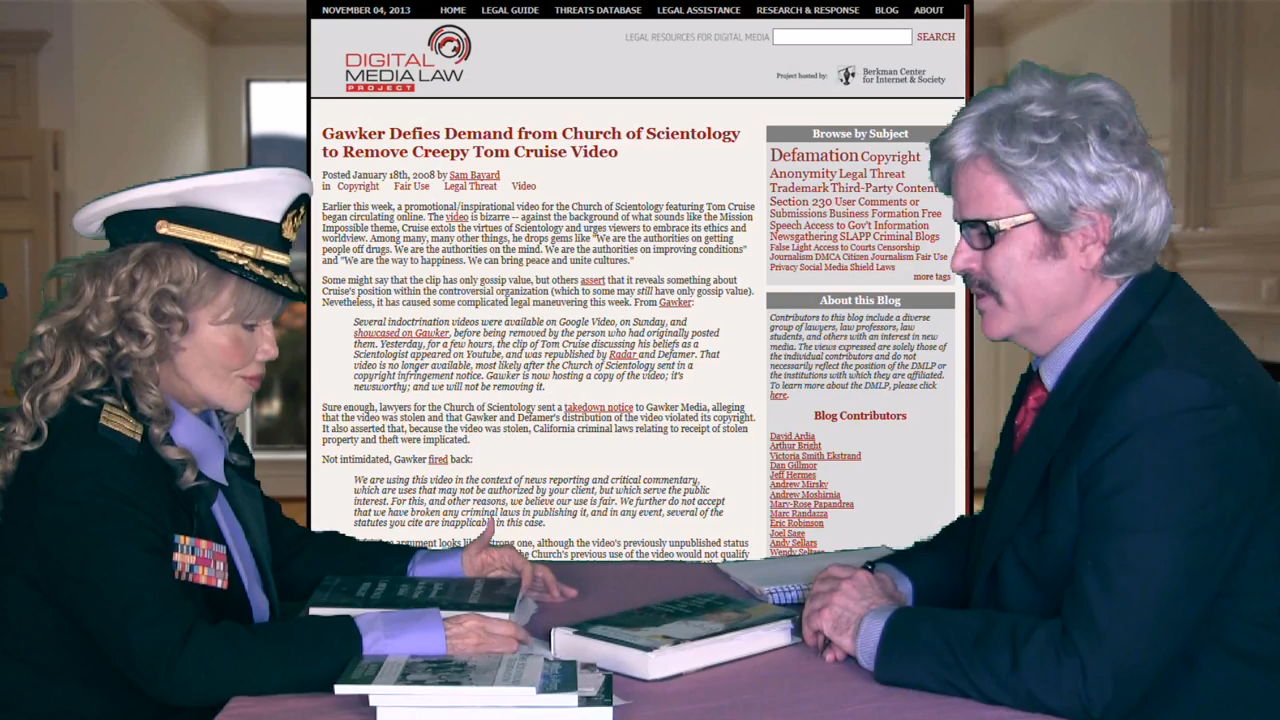 NOVEMBER 04, 2013 HOME LEGAL GUIDE THREATS DATABASE LEGAL ASSISTANCE RESEARCH & RESPONSE BLOG ABOUT
DIGITAL
MEDIA LAW
PROJECT
LEGAL RESOURCES FOR DIGITAL MEDIA SEARCH
Project hosted by: Berkman Center
for Internet & Society
Gawker Defies Demand from Church of Scientology
to Remove Creepy Tom Cruise Video
Posted January 18th, 2008 by Sam Bayard
in Copyright Fair Use Legal Threat Video
Earlier this week, a promotional/inspirational video for the Church of Scientology featuring Tom Cruise
began circulating online. The video is bizarre -- against the background of what sounds like the Mission
Impossible theme, Cruise extols the virtues of Scientology and urges viewers to embrace its ethics and
worldview. Among many, many other things, he drops gems like "We are the authorities on getting
people off drugs. We are the authorities on the mind. We are the authorities on improving conditions"
and "We are the way to happiness. We can bring peace and unite cultures."
Some might say that the clip has only gossip value, but others assert that it reveals something about
Cruise's position within the controversial organization (which to some may still have only gossip value).
Nevertheless, it has caused some complicated legal maneuvering this week. From Gawker:
Several indoctrination videos were available on Google Video, on Sunday, and
showcased on Gawker, before being removed by the person who had originally posted
them. Yesterday, for a few hours, the clip of Tom Cruise discussing his beliefs as a
Scientologist appeared on Youtube, and was republished by Radar and Defamer. That
video is no longer available, most likely after the Church of Scientology sent in a
copyright infringement notice. Gawker is now hosting a copy of the video; it's
newsworthy; and we will not be removing it.
Sure enough, lawyers for the Church of Scientology sent a takedown notice to Gawker Media, alleging
that the video was stolen and that Gawker and Defamer's distribution of the video violated its copyright.
It also asserted that, because the video was stolen, California criminal laws relating to receipt of stolen
property and theft were implicated.
Not intimidated, Gawker fired back:
We are using this video in the context of news reporting and critical commentary,
which are uses that may not be authorized by your client, but which serve the public
interest. For this, and other reasons, we believe our use is fair. We further do not accept
that we have broken any criminal laws in publishing it, and in any event, several of the
statutes you cite are inapplicable in this case.
argument looks like strong one, although the video's previously unpublished status
the Church's previous use of the video would not qualify
Browse by Subject
Defamation Copyright
Anonymity Legal Threat
Trademark Third-Party Content
Section 230 User Comments or
Submissions Business Formation Free
Speech Access to Gov't Information
Newsgathering SLAPP Criminal Blogs
False Light Access to Courts Censorship
Journalism DMCA Citizen Journalism Fair Use
Privacy Social Media Shield Laws
more tags
About this Blog
Contributors to this blog include a diverse
group of lawyers, law professors, law
students, and others with an interest in new
media. The views expressed are solely those of
the individual contributors and do not
necessarily reflect the position of the DMLP or
the institutions with which they are affiliated.
To learn more about the DMLP, please click
here.
Blog Contributors
David Ardia
Arthur Bright
Victoria Smith Ekstrand
Dan Gillmor
Jeff Hermes
Andrew Mirsky
Andrew Moshirnia
Mary-Rose Papandrea
Marc Randazza
Eric Robinson
Joel Sage
Andy Sellars
Wendy Seltzer